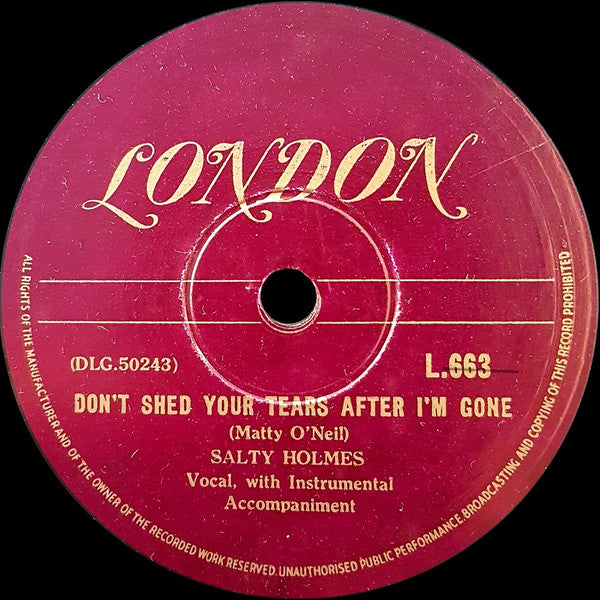 LONDON
(DLG.50243)
L.663
DON'T SHED YOUR TEARS AFTER I'M GONE
(Matty O'Neil)
SALTY HOLMES
Vocal, with Instrumental
Accompaniment
ALL RIGHTS OF THE MANUFACTURER AND OF THE OWNER OF THE RECORDED WORK RESERVED. UNAUTHORISED PUBLIC PERFORMANCE, BROADCASTING AND COPYING OF THIS RECORD PROHIBITED